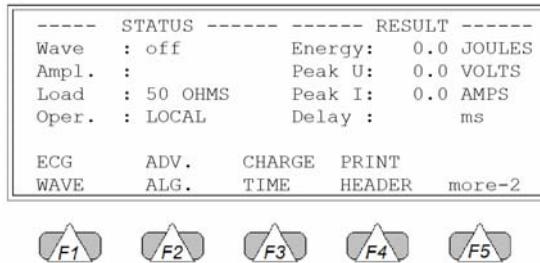 ----- STATUS ------ ------ RESULT ------
Wave : off Energy: 0.0 JOULES
Ampl. : Peak U: 0.0 VOLTS
Load : 50 OHMS Peak I: 0.0 AMPS
Oper. : LOCAL Delay : ms
ECG ADV. CHARGE PRINT
WAVE ALG. TIME HEADER more-2
F1 F2 F3 F4 F5